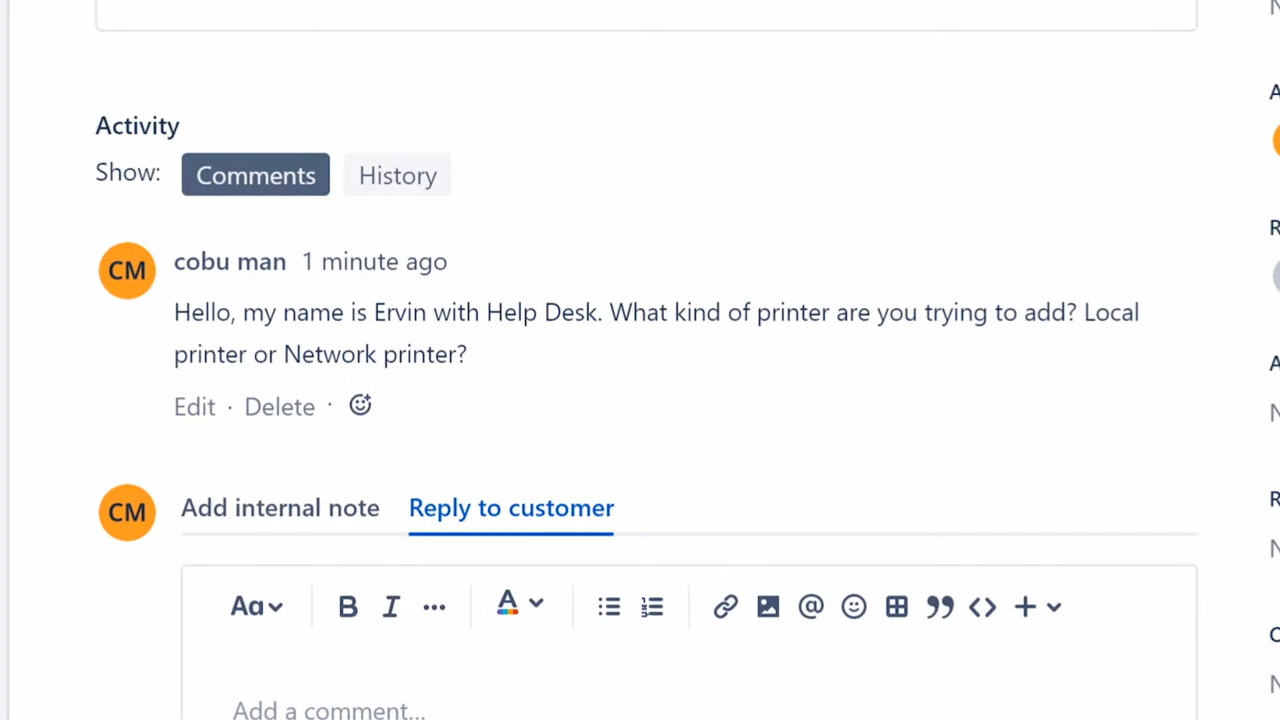 Activity
Show: Comments History
CM cobu man 1 minute ago
Hello, my name is Ervin with Help Desk. What kind of printer are you trying to add? Local
printer or Network printer?
Edit · Delete ·
CM Add internal note Reply to customer
Aa B I ... A @ +
Add a comment...